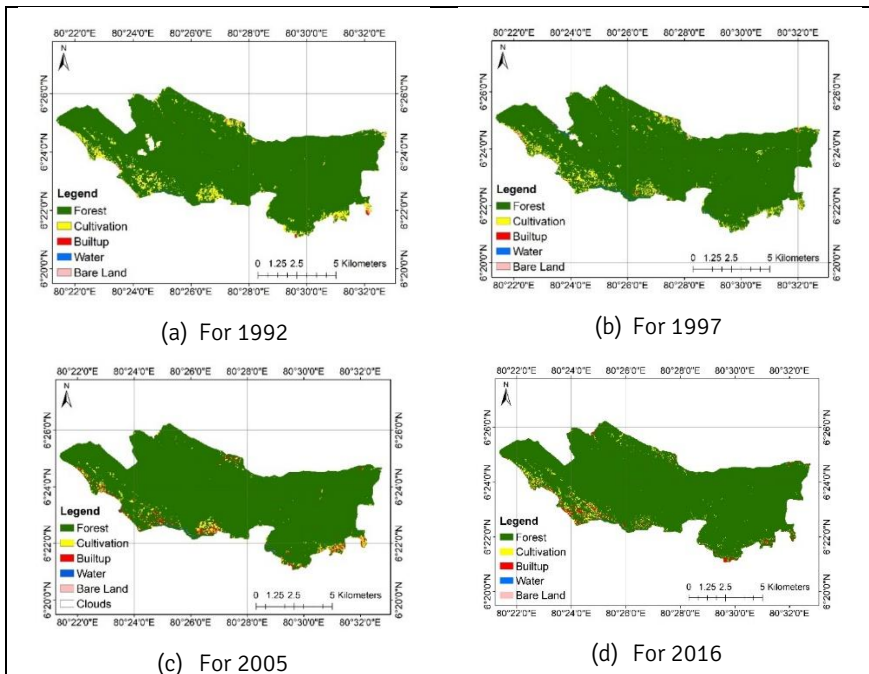 80°22'0"E 80°24'0"E 80°26'0"E 80°28'0"E 80°30'0"E 80°32'0"E
N
6°26'0"N
6°24'0"N
6°22'0"N
6°20'0"N
Legend
Forest
Cultivation
Builtup
Water
Bare Land
0 1.25 2.5 5 Kilometers
6°26'0"N
6°24'0"N
6°22'0"N
6°20'0"N
80°22'0"E 80°24'0"E 80°26'0"E 80°28'0"E 80°30'0"E 80°32'0"E
(a) For 1992
80°22'0"E 80°24'0"E 80°26'0"E 80°28'0"E 80°30'0"E 80°32'0"E
N
6°26'0"N
6°24'0"N
6°22'0"N
6°20'0"N
Legend
Forest
Cultivation
Builtup
Water
Bare Land
0 1.25 2.5 5 Kilometers
6°26'0"N
6°24'0"N
6°22'0"N
6°20'0"N
80°22'0"E 80°24'0"E 80°26'0"E 80°28'0"E 80°30'0"E 80°32'0"E
(b) For 1997
80°22'0"E 80°24'0"E 80°26'0"E 80°28'0"E 80°30'0"E 80°32'0"E
N
6°26'0"N
6°24'0"N
6°22'0"N
6°20'0"N
Legend
Forest
Cultivation
Builtup
Water
Bare Land
Clouds
0 1.25 2.5 5 Kilometers
6°26'0"N
6°24'0"N
6°22'0"N
6°20'0"N
80°22'0"E 80°24'0"E 80°26'0"E 80°28'0"E 80°30'0"E 80°32'0"E
(c) For 2005
80°22'0"E 80°24'0"E 80°26'0"E 80°28'0"E 80°30'0"E 80°32'0"E
N
6°26'0"N
6°24'0"N
6°22'0"N
6°20'0"N
Legend
Forest
Cultivation
Builtup
Water
Bare Land
0 1.25 2.5 5 Kilometers
6°26'0"N
6°24'0"N
6°22'0"N
6°20'0"N
80°22'0"E 80°24'0"E 80°26'0"E 80°28'0"E 80°30'0"E 80°32'0"E
(d) For 2016